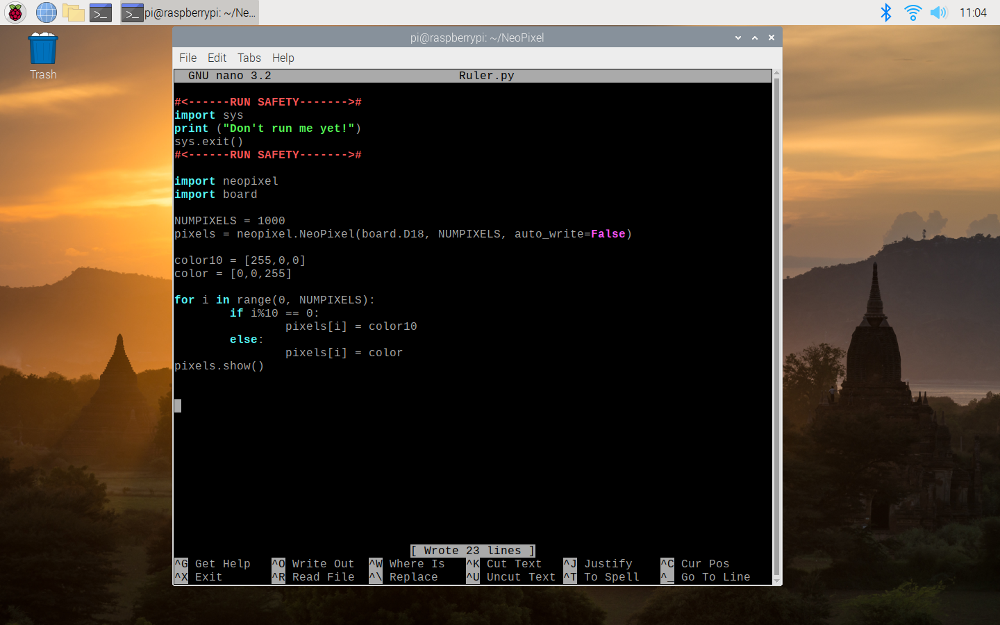 pi@raspberrypi: ~/Ne...
11:04
Trash
pi@raspberrypi: ~/NeoPixel
File Edit Tabs Help
GNU nano 3.2 Ruler.py
#<------RUN SAFETY------->#
import sys
print ("Don't run me yet!")
sys.exit()
#<------RUN SAFETY------->#
import neopixel
import board
NUMPIXELS = 1000
pixels = neopixel.NeoPixel(board.D18, NUMPIXELS, auto_write=False)
color10 = [255,0,0]
color = [0,0,255]
for i in range(0, NUMPIXELS):
        if i%10 == 0:
                pixels[i] = color10
        else:
                pixels[i] = color
pixels.show()
[ Wrote 23 lines ]
^G Get Help ^O Write Out ^W Where Is ^K Cut Text ^J Justify ^C Cur Pos
^X Exit ^R Read File ^\ Replace ^U Uncut Text ^T To Spell ^_ Go To Line